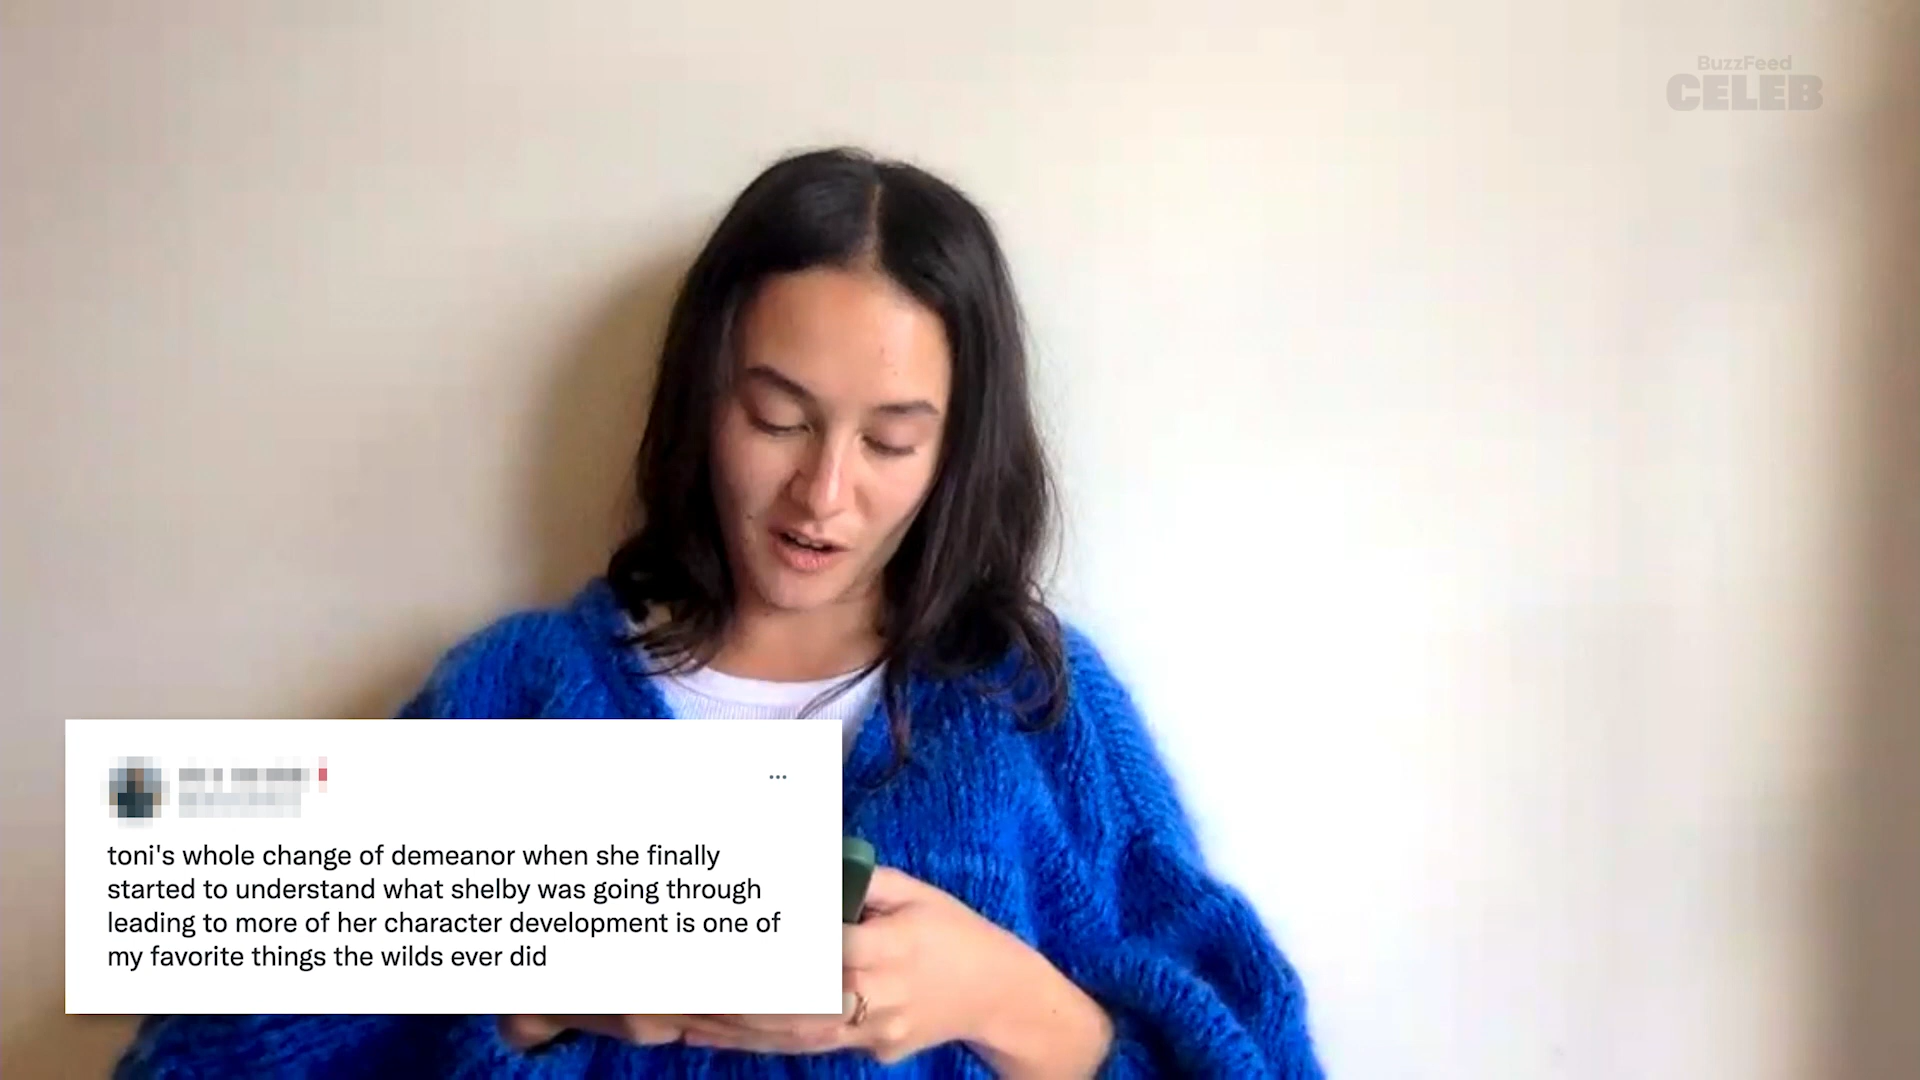 BuzzFeed
CELEB
toni's whole change of demeanor when she finally
started to understand what shelby was going through
leading to more of her character development is one of
my favorite things the wilds ever did